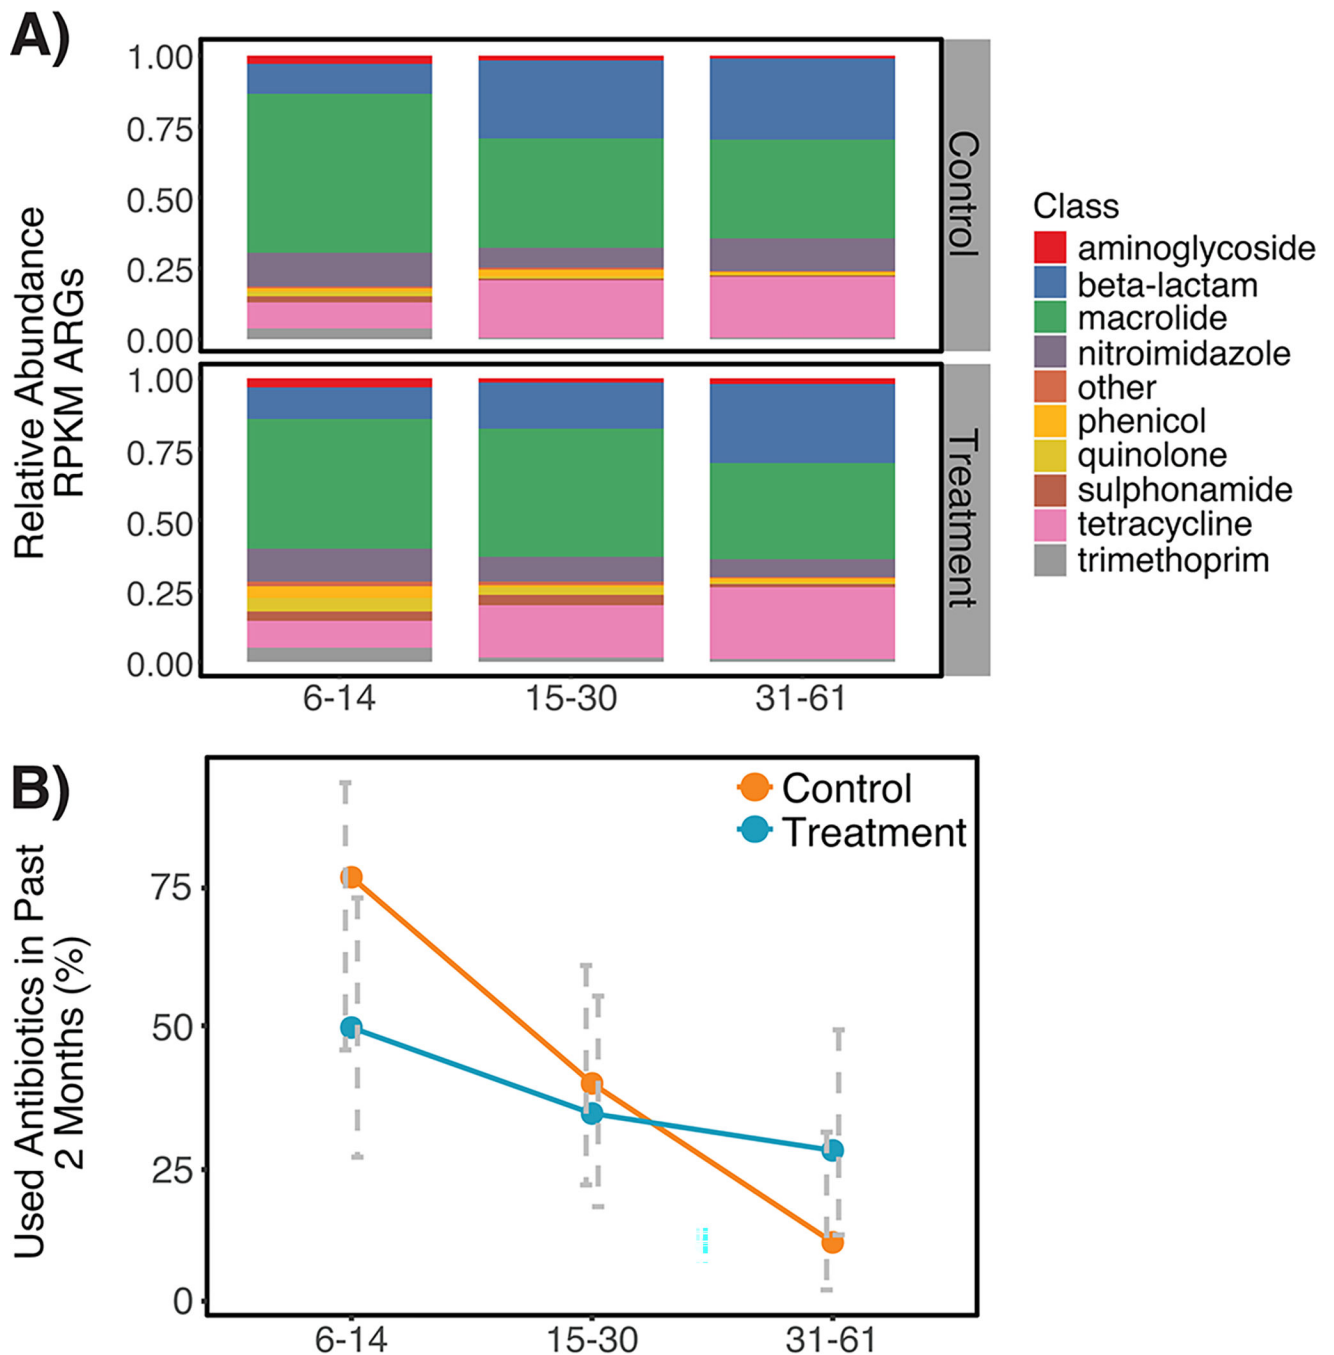 A)
Relative Abundance
RPKM ARGs
1.00
0.75
0.50
0.25
0.00
Control
1.00
0.75
0.50
0.25
0.00
Treatment
6-14
15-30
31-61
Class
aminoglycoside
beta-lactam
macrolide
nitroimidazole
other
phenicol
quinolone
sulphonamide
tetracycline
trimethoprim
B)
Used Antibiotics in Past
2 Months (%)
75
50
25
0
Control
Treatment
6-14
15-30
31-61